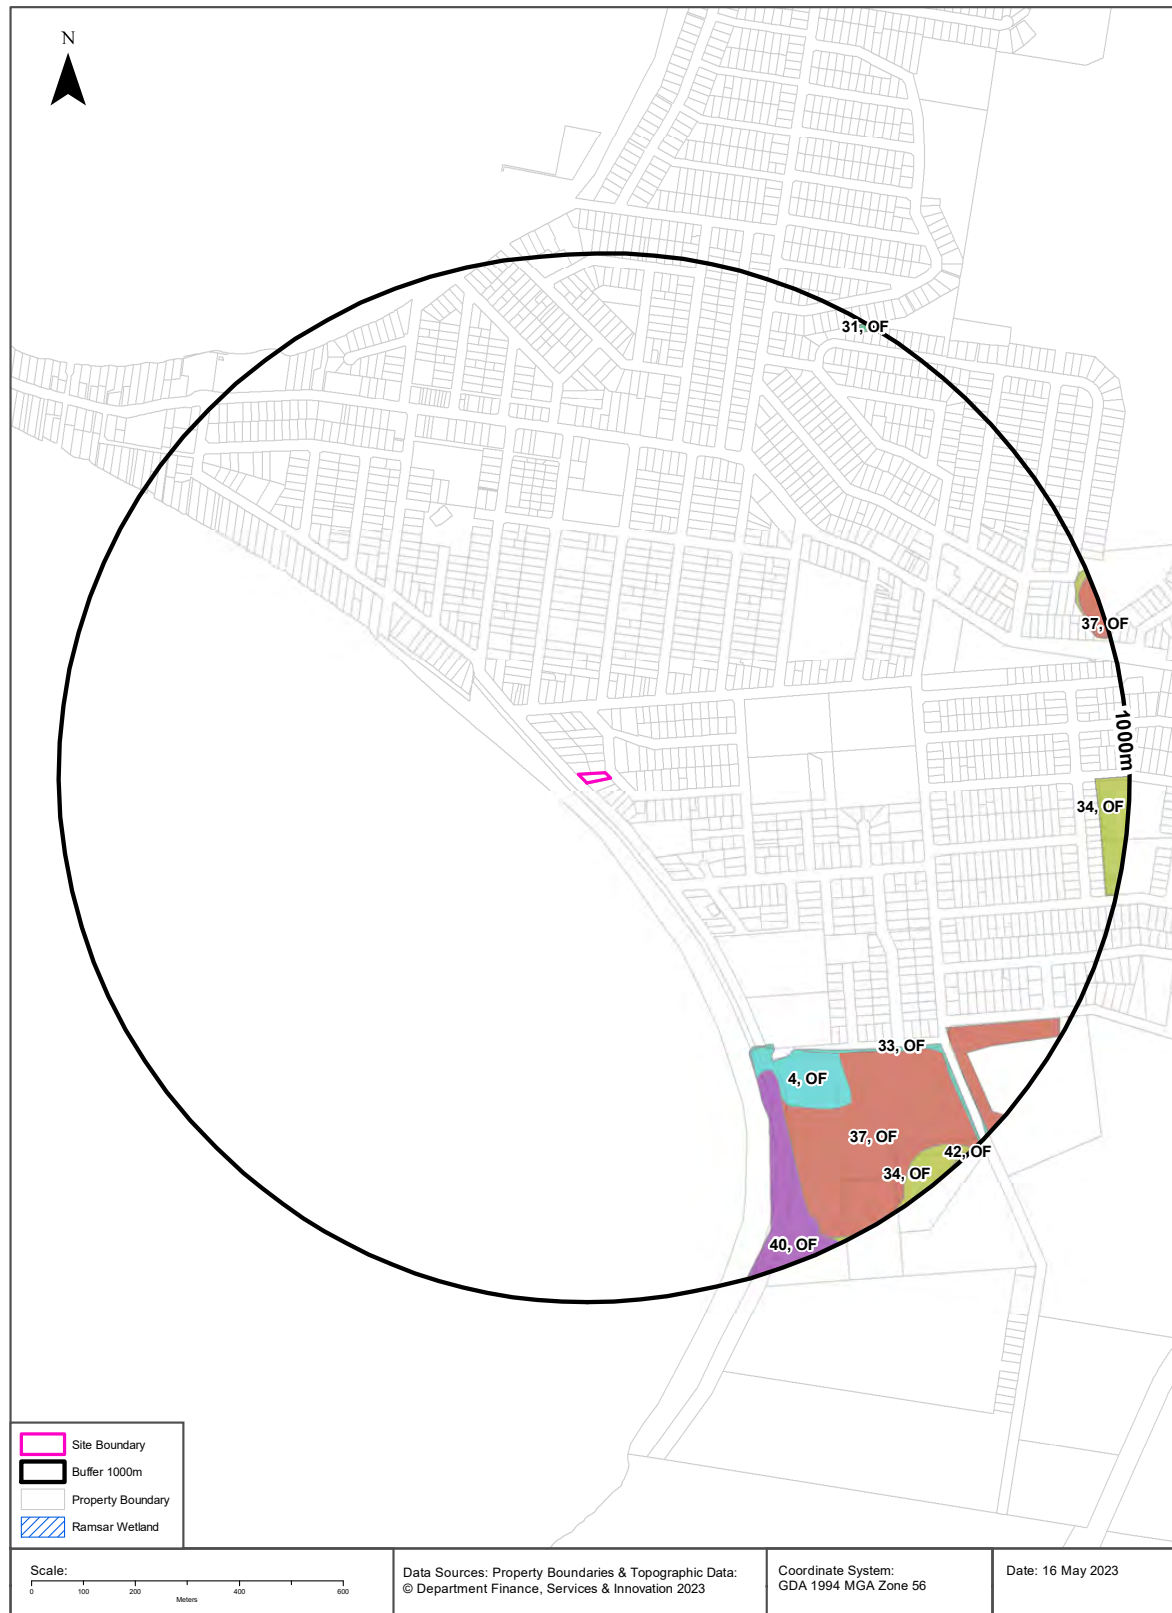 N
31, OF
37, OF
1000m
34, OF
33, OF
4, OF
37, OF
42, OF
34, OF
40, OF
Site Boundary
Buffer 1000m
Property Boundary
Ramsar Wetland
Scale:
0 100 200 400 600
Meters
Data Sources: Property Boundaries & Topographic Data:
© Department Finance, Services & Innovation 2023
Coordinate System:
GDA 1994 MGA Zone 56
Date: 16 May 2023